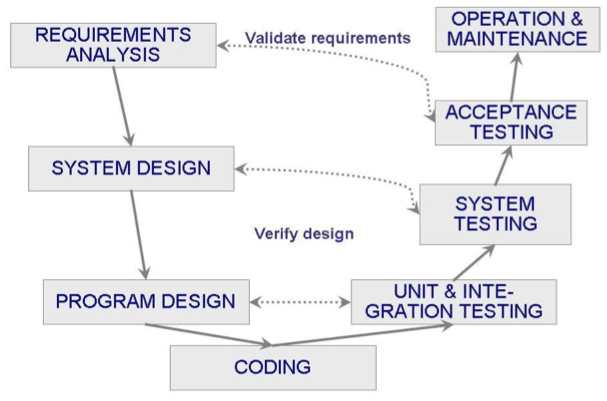 REQUIREMENTS
ANALYSIS
Validate requirements
OPERATION &
MAINTENANCE
ACCEPTANCE
TESTING
SYSTEM DESIGN
SYSTEM
TESTING
Verify design
PROGRAM DESIGN
UNIT & INTE-
GRATION TESTING
CODING